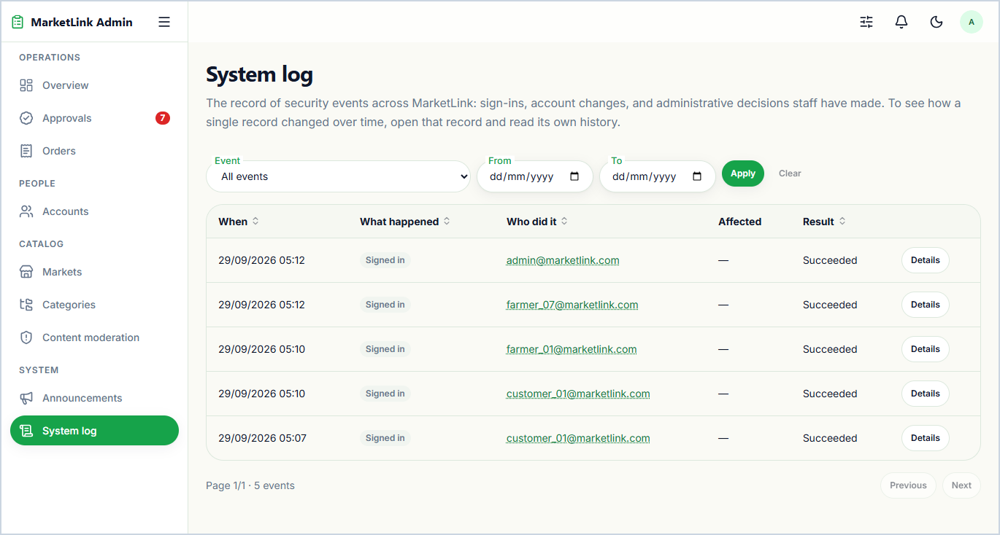 MarketLink Admin
A
OPERATIONS
Overview
Approvals 7
Orders
PEOPLE
Accounts
CATALOG
Markets
Categories
Content moderation
SYSTEM
Announcements
System log
System log
The record of security events across MarketLink: sign-ins, account changes, and administrative decisions staff have made. To see how a
single record changed over time, open that record and read its own history.
Event From To
All events dd/mm/yyyy dd/mm/yyyy Apply Clear
When What happened Who did it Affected Result
29/09/2026 05:12 Signed in admin@marketlink.com — Succeeded Details
29/09/2026 05:12 Signed in farmer_07@marketlink.com — Succeeded Details
29/09/2026 05:10 Signed in farmer_01@marketlink.com — Succeeded Details
29/09/2026 05:10 Signed in customer_01@marketlink.com — Succeeded Details
29/09/2026 05:07 Signed in customer_01@marketlink.com — Succeeded Details
Page 1/1 · 5 events Previous Next